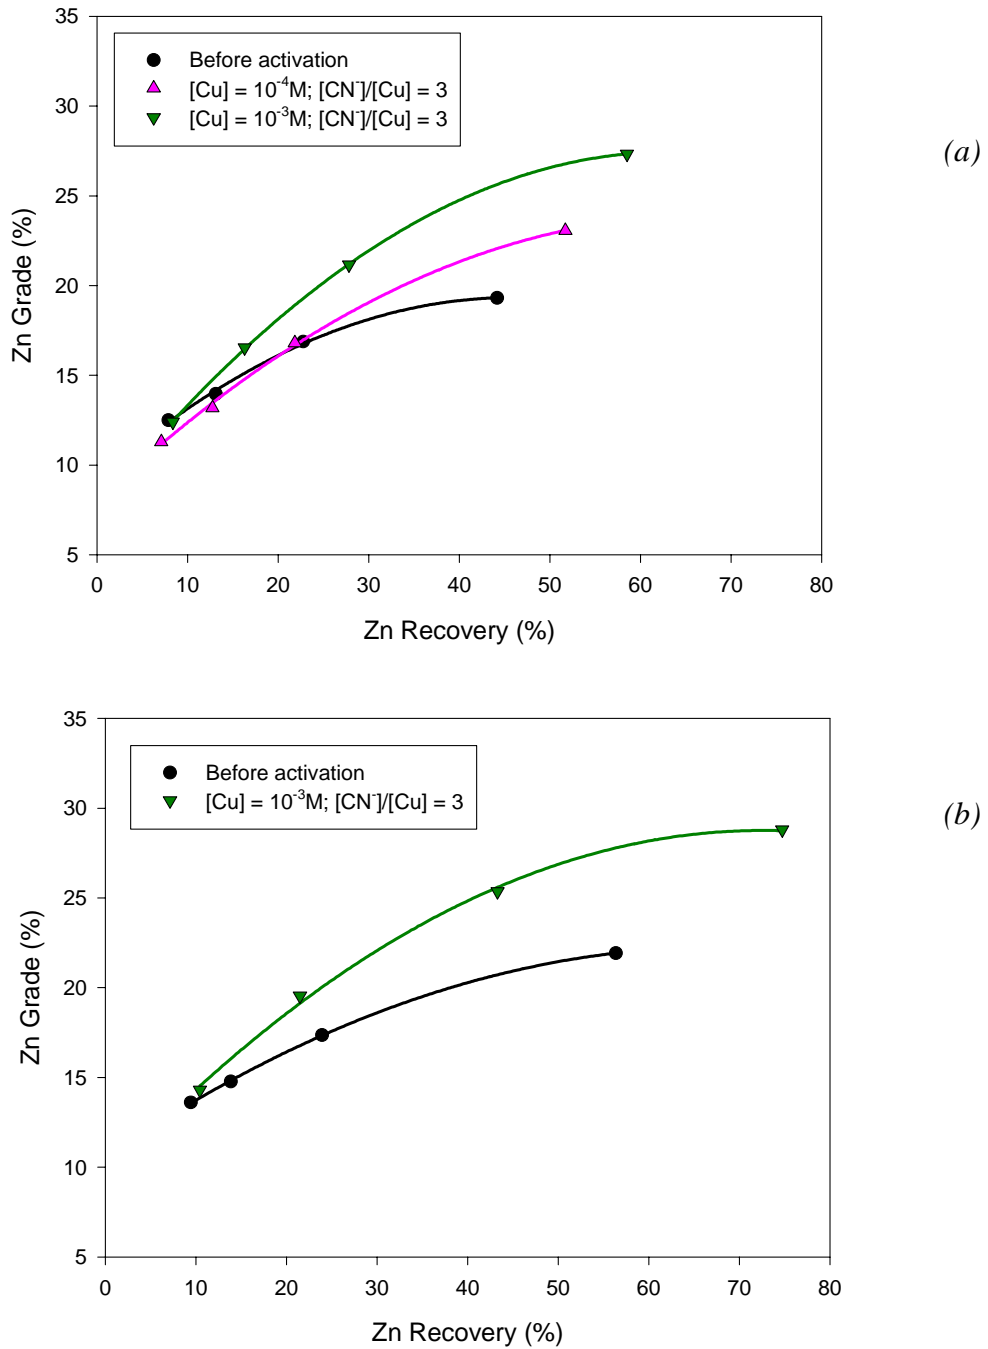 35
30
25
20
15
10
5
Zn Grade (%)
Before activation
[Cu] = 10⁻⁴M; [CN⁻]/[Cu] = 3
[Cu] = 10⁻³M; [CN⁻]/[Cu] = 3
(a)
0 10 20 30 40 50 60 70 80
Zn Recovery (%)
35
30
25
20
15
10
5
Zn Grade (%)
Before activation
[Cu] = 10⁻³M; [CN⁻]/[Cu] = 3
(b)
0 10 20 30 40 50 60 70 80
Zn Recovery (%)